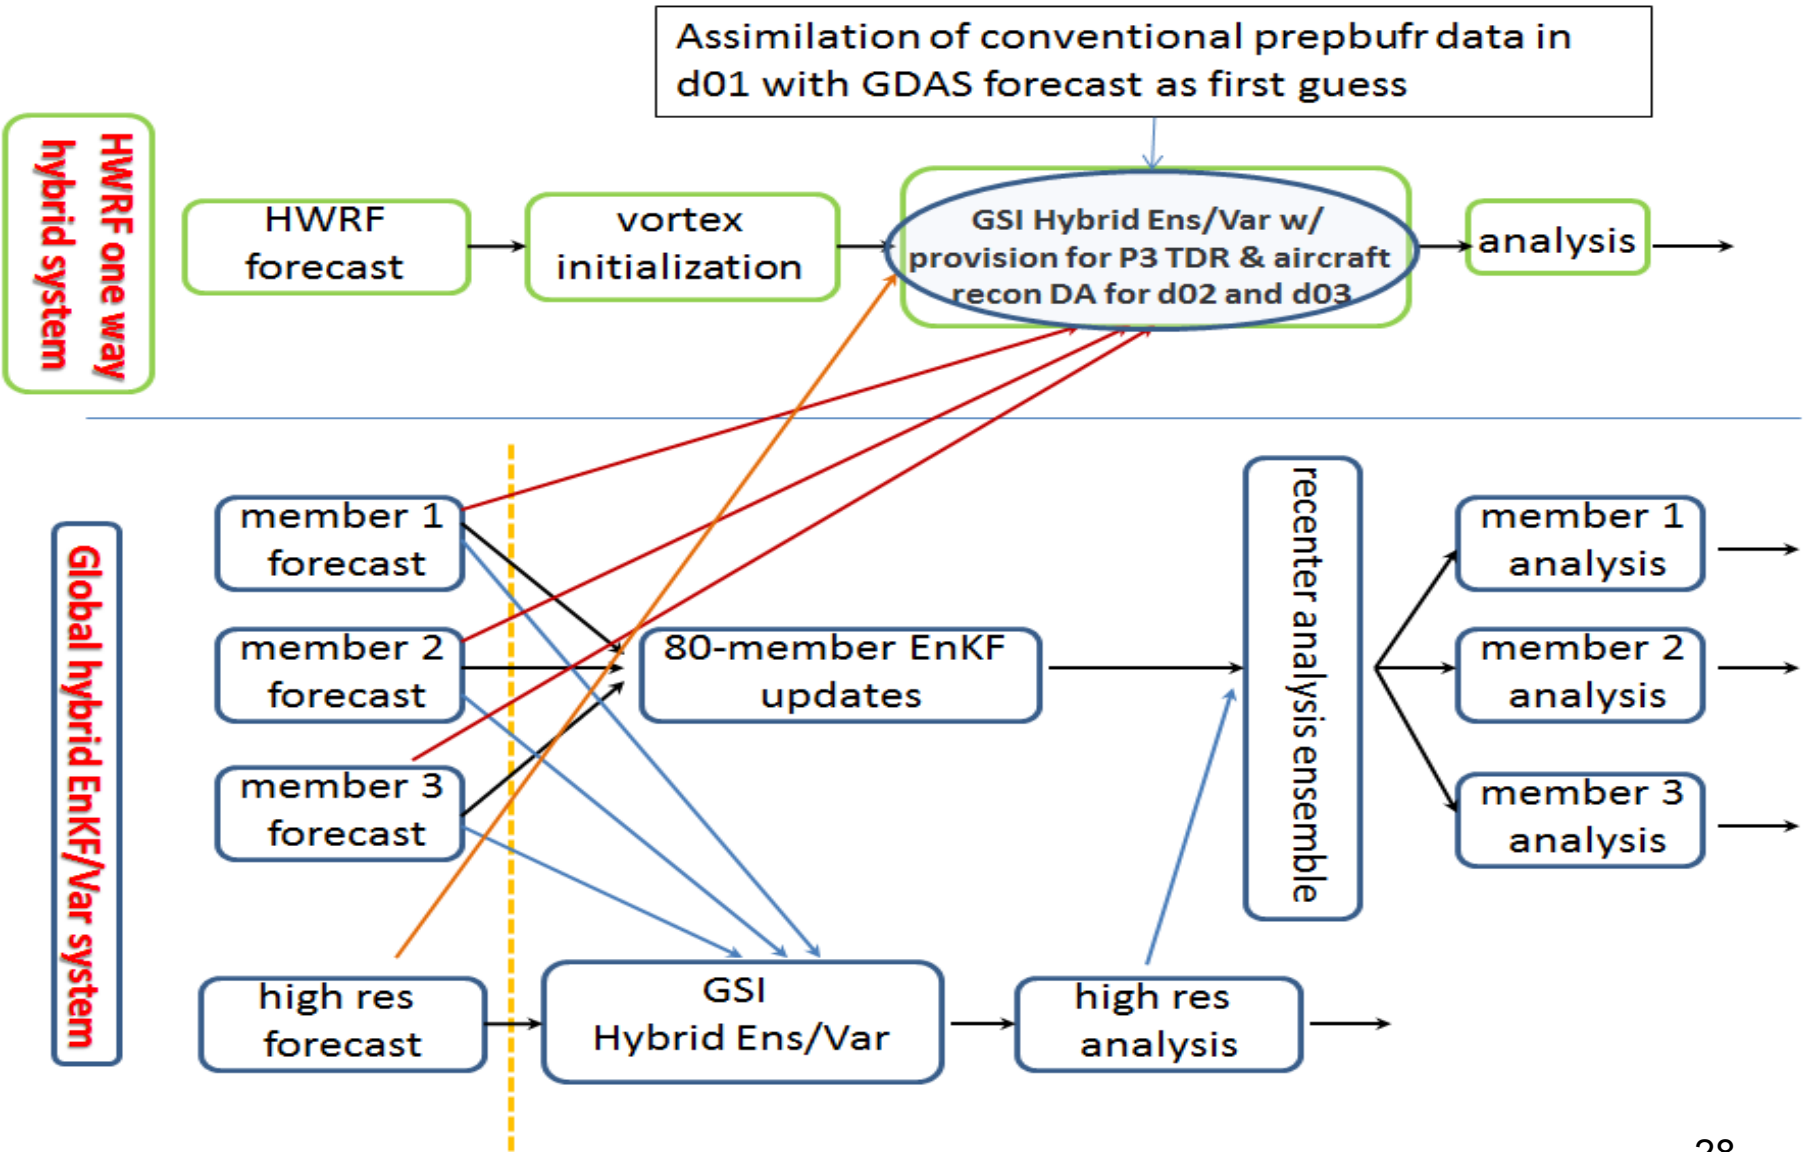 Assimilation of conventional prepbufr data in
d01 with GDAS forecast as first guess
HWRF one way
hybrid system
HWRF
forecast
vortex
initialization
GSI Hybrid Ens/Var w/
provision for P3 TDR & aircraft
recon DA for d02 and d03
analysis
Global hybrid EnKF/Var system
member 1
forecast
member 2
forecast
member 3
forecast
80-member EnKF
updates
recenter analysis ensemble
member 1
analysis
member 2
analysis
member 3
analysis
high res
forecast
GSI
Hybrid Ens/Var
high res
analysis
28